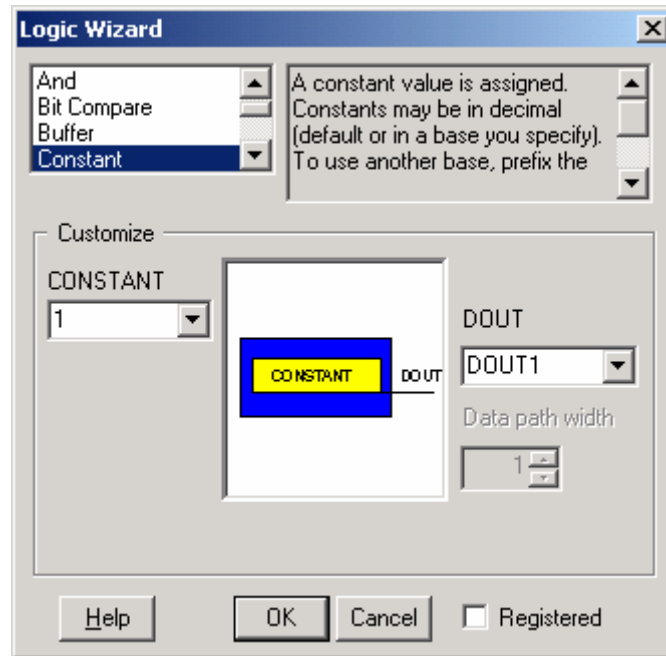 Logic Wizard
And
Bit Compare
Buffer
Constant
A constant value is assigned.
Constants may be in decimal
(default or in a base you specify).
To use another base, prefix the
Customize
CONSTANT
1
CONSTANT
DOUT
DOUT
DOUT1
Data path width
1
Help
OK
Cancel
Registered